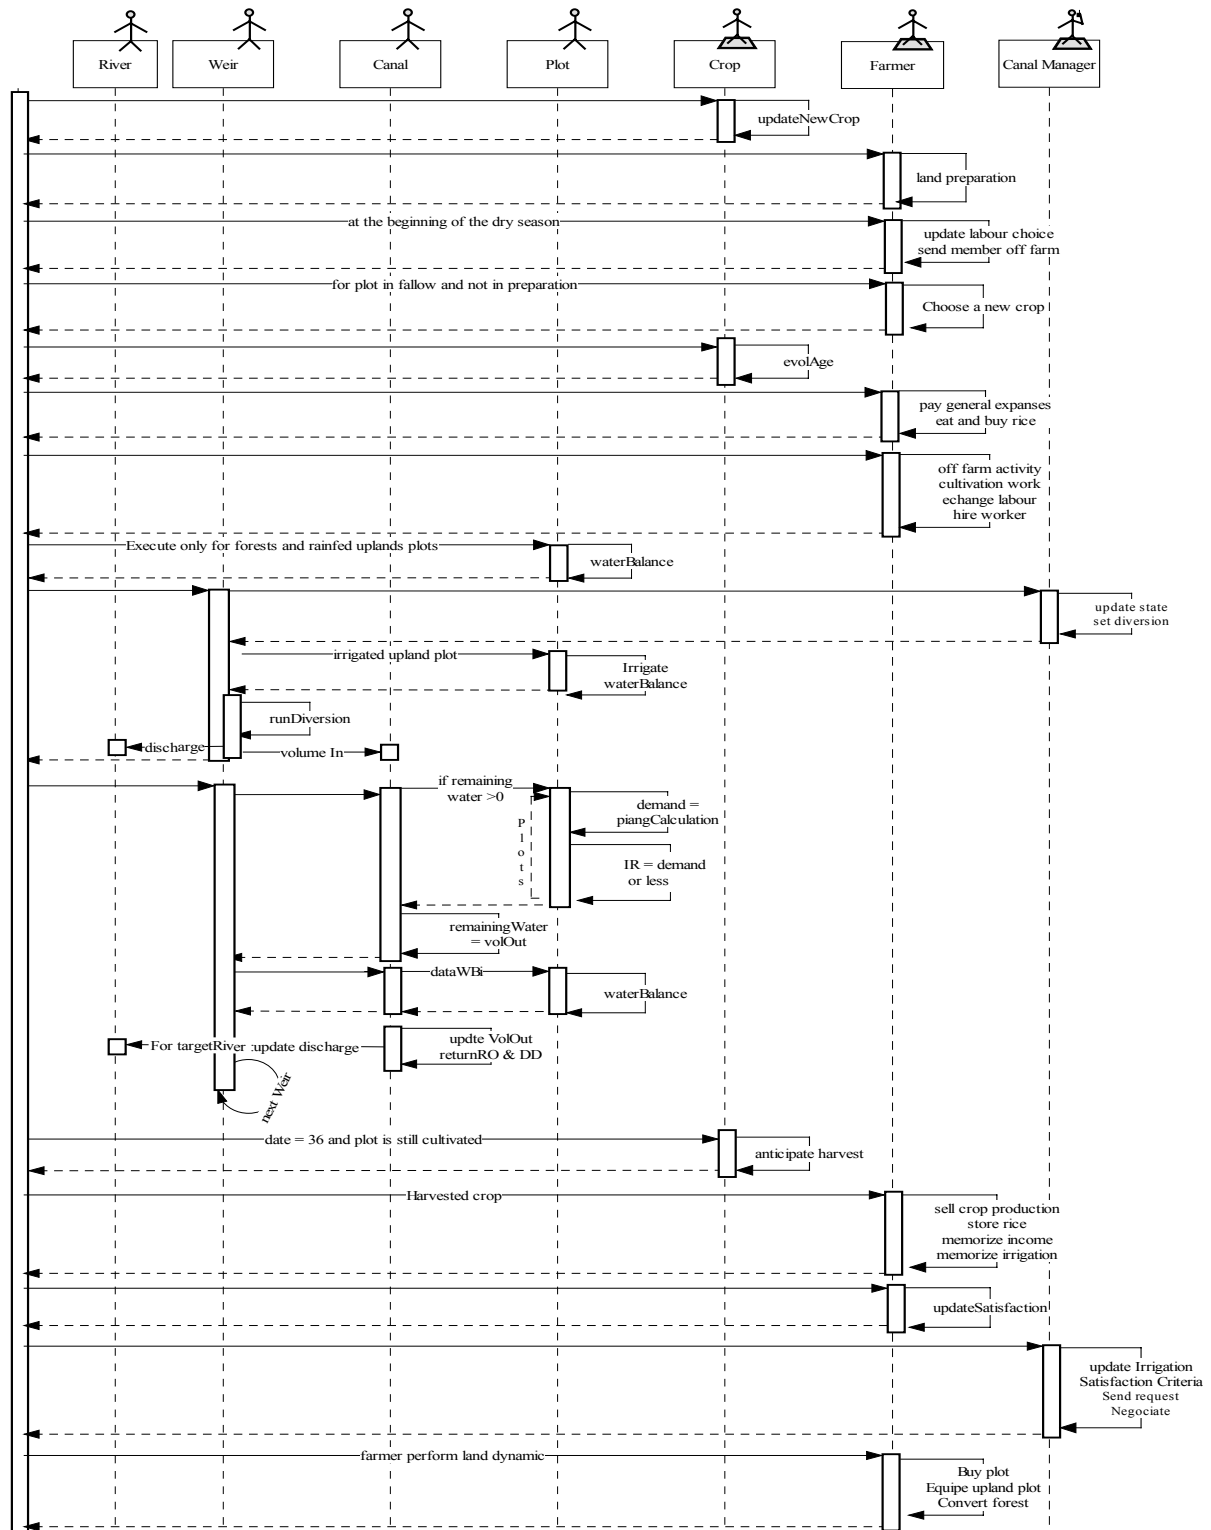 River
Weir
Canal
Plot
Crop
Farmer
Canal Manager
updateNewCrop
land preparation
at the beginning of the dry season
update labour choice
send member off farm
for plot in fallow and not in preparation
Choose a new crop
evolAge
pay general expanses
eat and buy rice
off farm activity
cultivation work
echange labour
hire worker
Execute only for forests and rainfed uplands plots
waterBalance
update state
set diversion
irrigated upland plot
Irrigate
waterBalance
runDiversion
discharge
volume In
if remaining
water >0
demand =
piangCalculation
Plots
IR = demand
or less
remainingWater
= volOut
dataWBi
waterBalance
For targetRiver :update discharge
updte VolOut
returnRO & DD
next Weir
date = 36 and plot is still cultivated
anticipate harvest
Harvested crop
sell crop production
store rice
memorize income
memorize irrigation
updateSatisfaction
update Irrigation
Satisfaction Criteria
Send request
Negociate
farmer perform land dynamic
Buy plot
Equipe upland plot
Convert forest